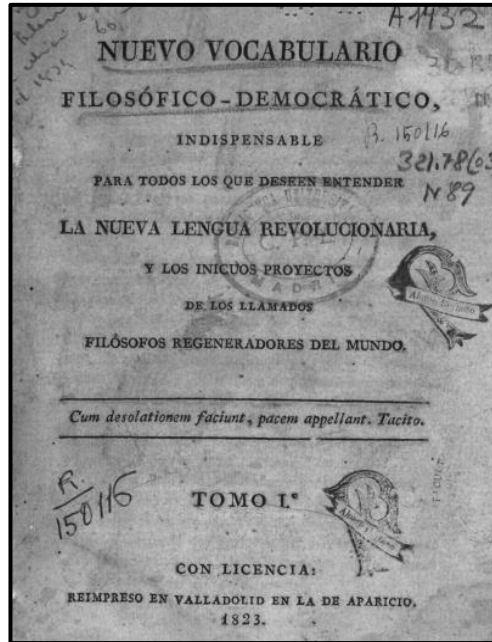 A1432
NUEVO VOCABULARIO
FILOSÓFICO-DEMOCRÁTICO,
INDISPENSABLE
R. 150116
321.78(03
N89
PARA TODOS LOS QUE DESEEN ENTENDER
LA NUEVA LENGUA REVOLUCIONARIA,
Y LOS INICUOS PROYECTOS
DE LOS LLAMADOS
FILÓSOFOS REGENERADORES DEL MUNDO.
Cum desolationem faciunt, pacem appellant. Tacito.
R
150116
TOMO I.º
CON LICENCIA:
REIMPRESO EN VALLADOLID EN LA DE APARICIO,
1823.